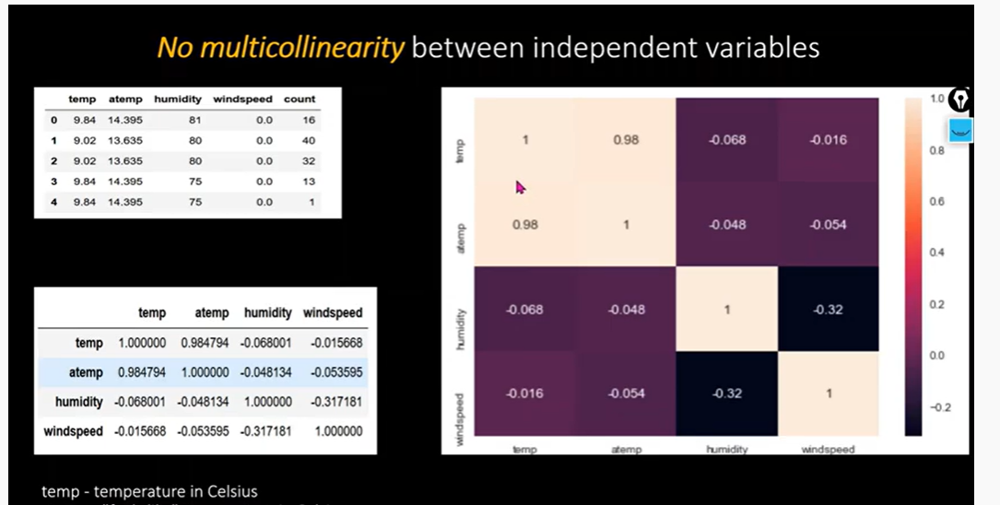 No multicollinearity between independent variables
temp atemp humidity windspeed count
0 9.84 14.395 81 0.0 16
1 9.02 13.635 80 0.0 40
2 9.02 13.635 80 0.0 32
3 9.84 14.395 75 0.0 13
4 9.84 14.395 75 0.0 1
temp atemp humidity windspeed
temp 1.000000 0.984794 -0.068001 -0.015668
atemp 0.984794 1.000000 -0.048134 -0.053595
humidity -0.068001 -0.048134 1.000000 -0.317181
windspeed -0.015668 -0.053595 -0.317181 1.000000
temp - temperature in Celsius
temp 1 0.98 -0.068 -0.016
atemp 0.98 1 -0.048 -0.054
humidity -0.068 -0.048 1 -0.32
windspeed -0.016 -0.054 -0.32 1
temp atemp humidity windspeed
1.0
0.8
0.6
0.4
0.2
0.0
-0.2